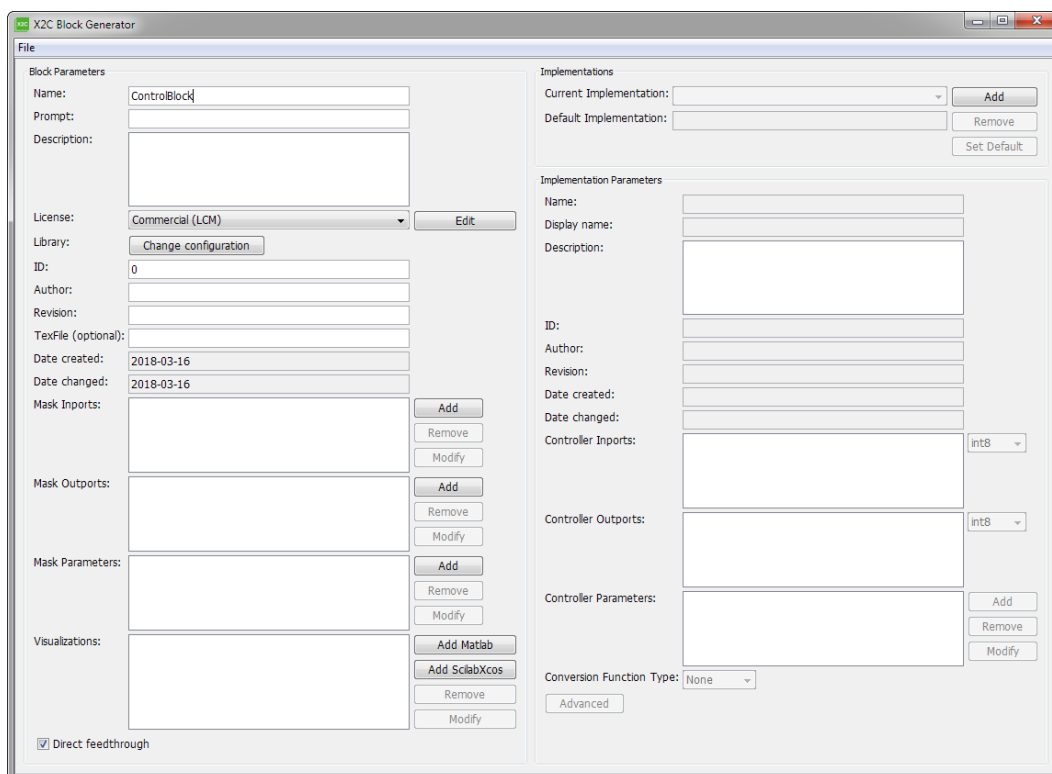 X2C X2C Block Generator
File
Block Parameters
Name: ControlBlock
Prompt:
Description:
License: Commercial (LCM) Edit
Library: Change configuration
ID: 0
Author:
Revision:
TexFile (optional):
Date created: 2018-03-16
Date changed: 2018-03-16
Mask Inports: Add
Remove
Modify
Mask Outports: Add
Remove
Modify
Mask Parameters: Add
Remove
Modify
Visualizations: Add Matlab
Add ScilabXcos
Remove
Modify
Direct feedthrough
Implementations
Current Implementation: Add
Default Implementation: Remove
Set Default
Implementation Parameters
Name:
Display name:
Description:
ID:
Author:
Revision:
Date created:
Date changed:
Controller Inports: int8
Controller Outports: int8
Controller Parameters: Add
Remove
Modify
Conversion Function Type: None
Advanced